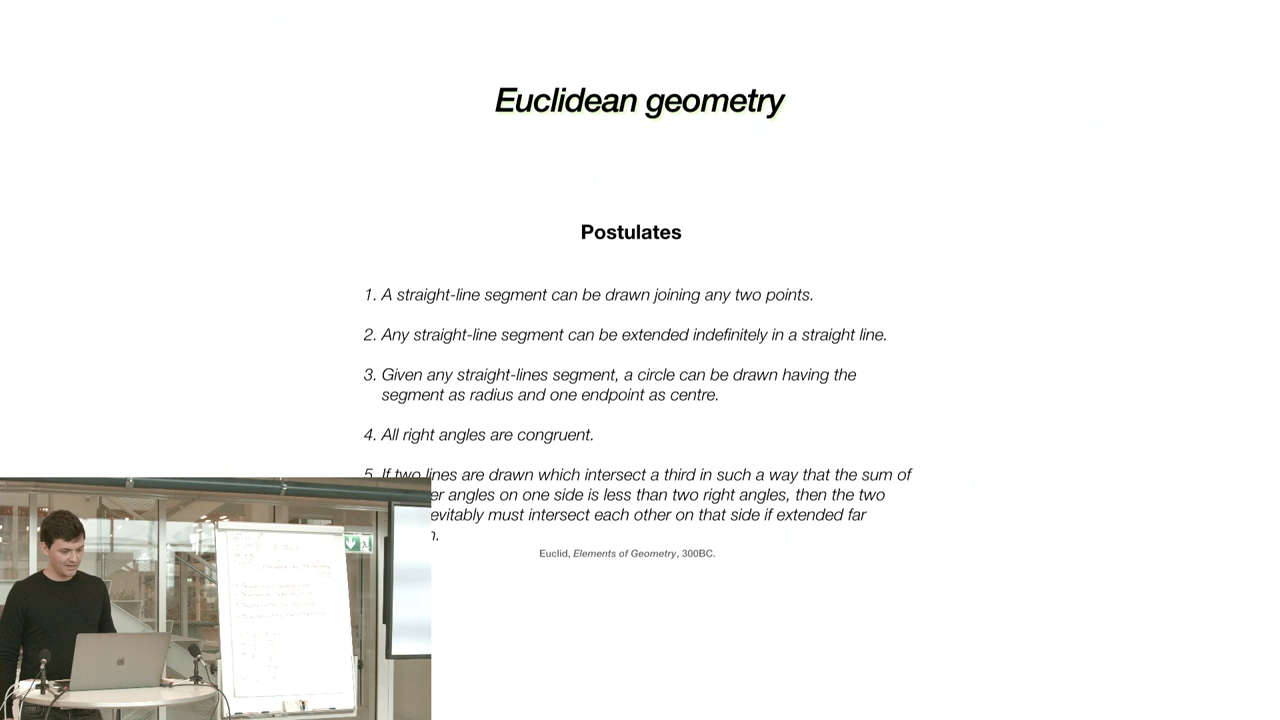 Euclidean geometry
Postulates
1. A straight-line segment can be drawn joining any two points.
2. Any straight-line segment can be extended indefinitely in a straight line.
3. Given any straight-lines segment, a circle can be drawn having the
segment as radius and one endpoint as centre.
4. All right angles are congruent.
5. If two lines are drawn which intersect a third in such a way that the sum of
er angles on one side is less than two right angles, then the two
evitably must intersect each other on that side if extended far
Euclid, Elements of Geometry, 300BC.